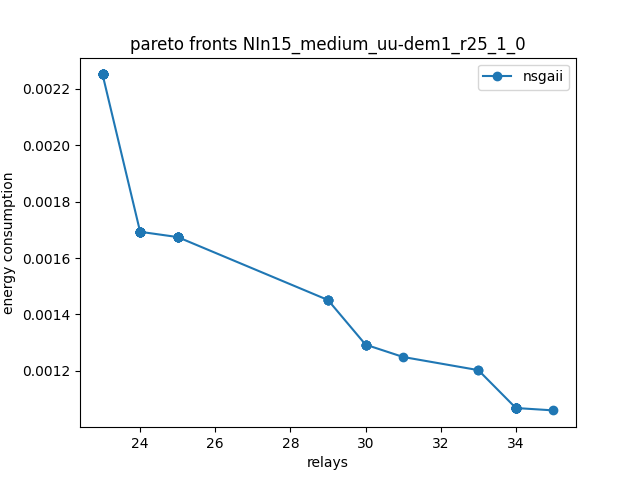 pareto fronts NIn15_medium_uu-dem1_r25_1_0
nsgaii
energy consumption
0.0022
0.0020
0.0018
0.0016
0.0014
0.0012
24 26 28 30 32 34
relays